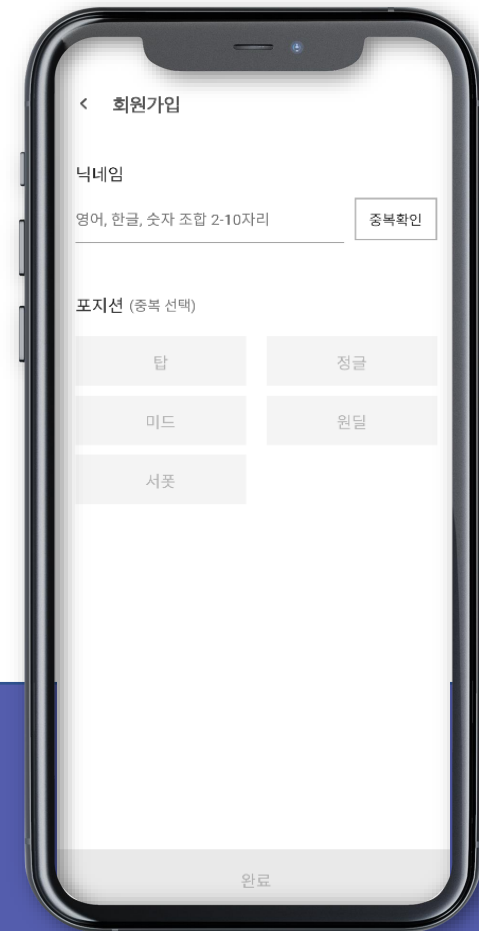 < 회원가입
닉네임
영어, 한글, 숫자 조합 2-10자리 중복확인
포지션 (중복 선택)
탑 정글
미드 원딜
서폿
완료